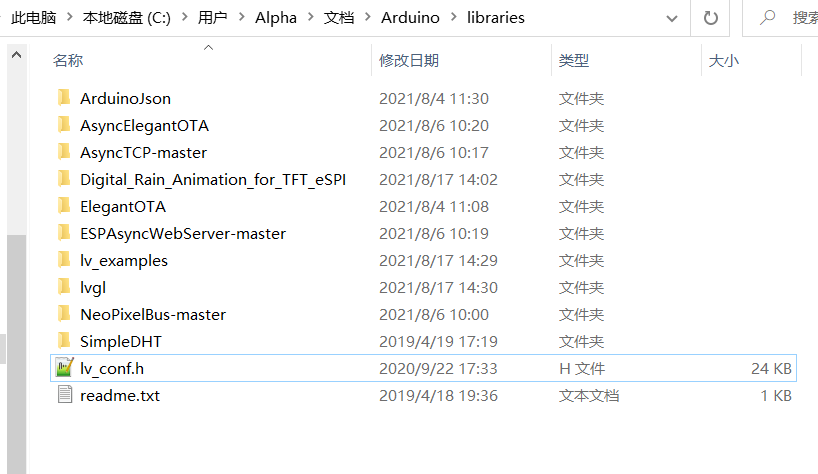 此电脑 > 本地磁盘 (C:) > 用户 > Alpha > 文档 > Arduino > libraries 搜索
名称 修改日期 类型 大小
ArduinoJson 2021/8/4 11:30 文件夹
AsyncElegantOTA 2021/8/6 10:20 文件夹
AsyncTCP-master 2021/8/6 10:17 文件夹
Digital_Rain_Animation_for_TFT_eSPI 2021/8/17 14:02 文件夹
ElegantOTA 2021/8/4 11:08 文件夹
ESPAsyncWebServer-master 2021/8/6 10:19 文件夹
lv_examples 2021/8/17 14:29 文件夹
lvgl 2021/8/17 14:30 文件夹
NeoPixelBus-master 2021/8/6 10:00 文件夹
SimpleDHT 2019/4/19 17:19 文件夹
lv_conf.h 2020/9/22 17:33 H 文件 24 KB
readme.txt 2019/4/18 19:36 文本文档 1 KB